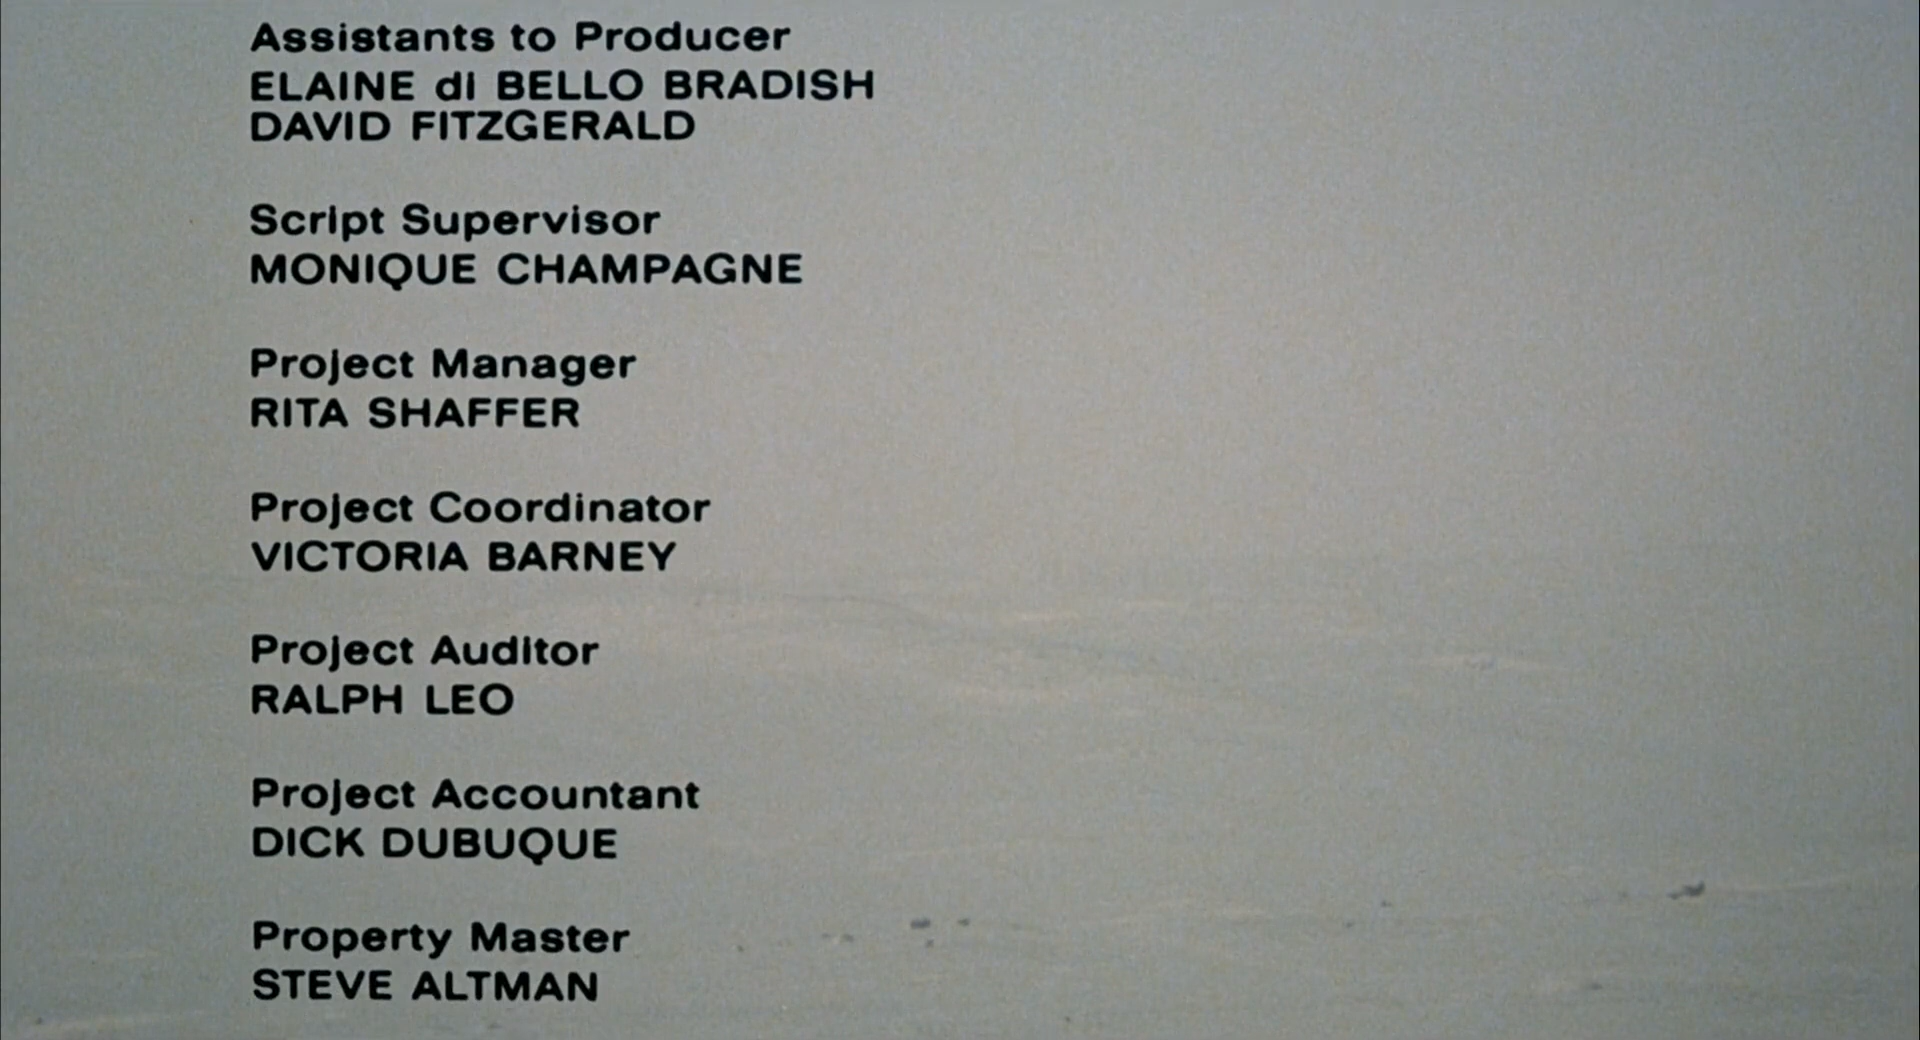 Assistants to Producer
ELAINE di BELLO BRADISH
DAVID FITZGERALD
Script Supervisor
MONIQUE CHAMPAGNE
Project Manager
RITA SHAFFER
Project Coordinator
VICTORIA BARNEY
Project Auditor
RALPH LEO
Project Accountant
DICK DUBUQUE
Property Master
STEVE ALTMAN